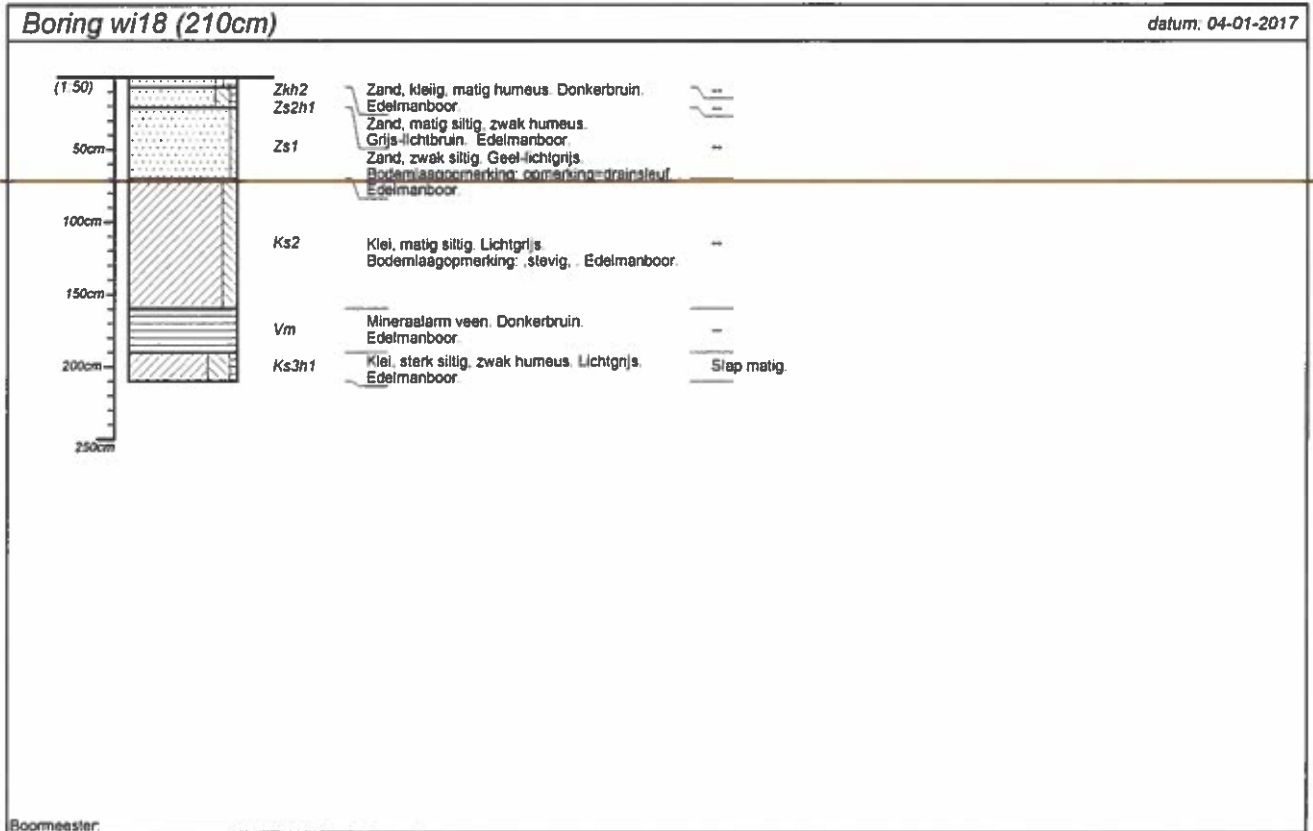 Boring wi18 (210cm)
datum: 04-01-2017
(1:50)
Zkh2
Zand, kleiig, matig humeus. Donkerbruin.
Edelmanboor.
--
Zs2h1
Zand, matig siltig, zwak humeus.
Grijs-lichtbruin. Edelmanboor.
--
50cm
Zs1
Zand, zwak siltig. Geel-lichtgrijs.
Bodemlaagopmerking: opmerking=drainsleuf.
Edelmanboor.
--
100cm
Ks2
Klei, matig siltig. Lichtgrijs.
Bodemlaagopmerking: ,stevig, . Edelmanboor.
--
150cm
Vm
Mineraalarm veen. Donkerbruin.
Edelmanboor.
--
200cm
Ks3h1
Klei, sterk siltig, zwak humeus. Lichtgrijs.
Edelmanboor.
Slap matig.
250cm
Boormeester: